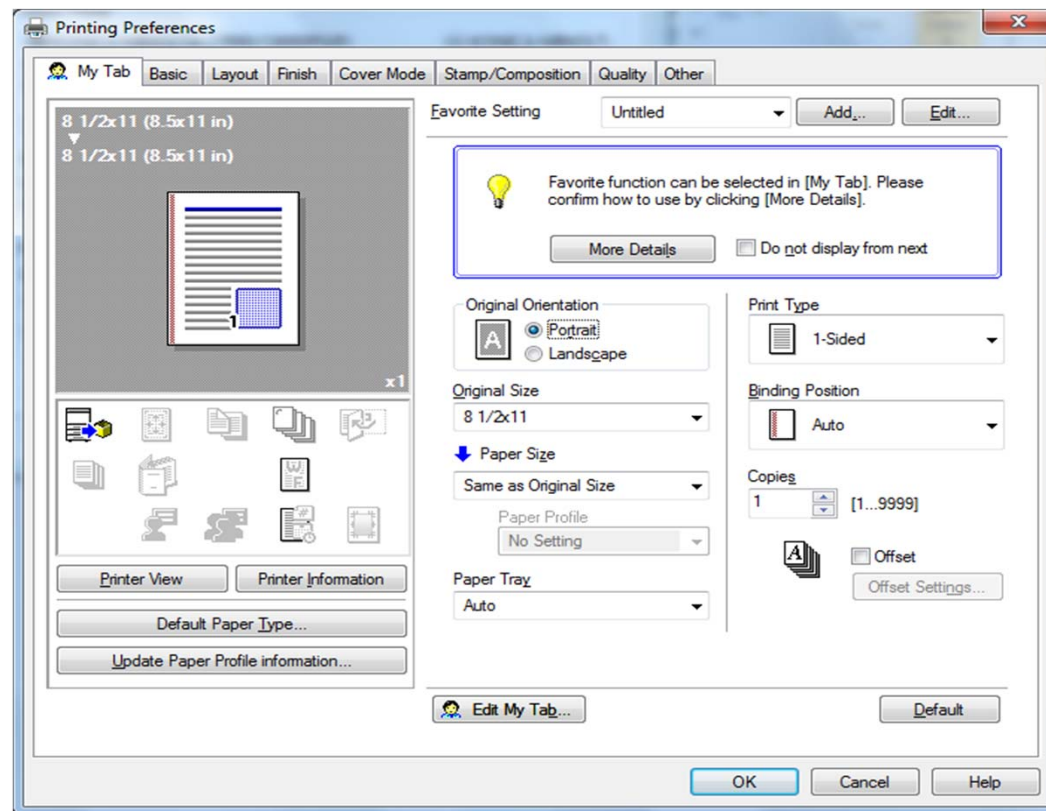 Printing Preferences
My Tab Basic Layout Finish Cover Mode Stamp/Composition Quality Other
8 1/2x11 (8.5x11 in)
8 1/2x11 (8.5x11 in)
1
x1
Printer View Printer Information
Default Paper Type...
Update Paper Profile information...
Favorite Setting Untitled Add... Edit...
Favorite function can be selected in [My Tab]. Please
confirm how to use by clicking [More Details].
More Details Do not display from next
Original Orientation
A
Portrait
Landscape
Original Size
8 1/2x11
Paper Size
Same as Original Size
Paper Profile
No Setting
Paper Tray
Auto
Print Type
1-Sided
Binding Position
Auto
Copies
1 [1...9999]
A
Offset
Offset Settings...
Edit My Tab... Default
OK Cancel Help